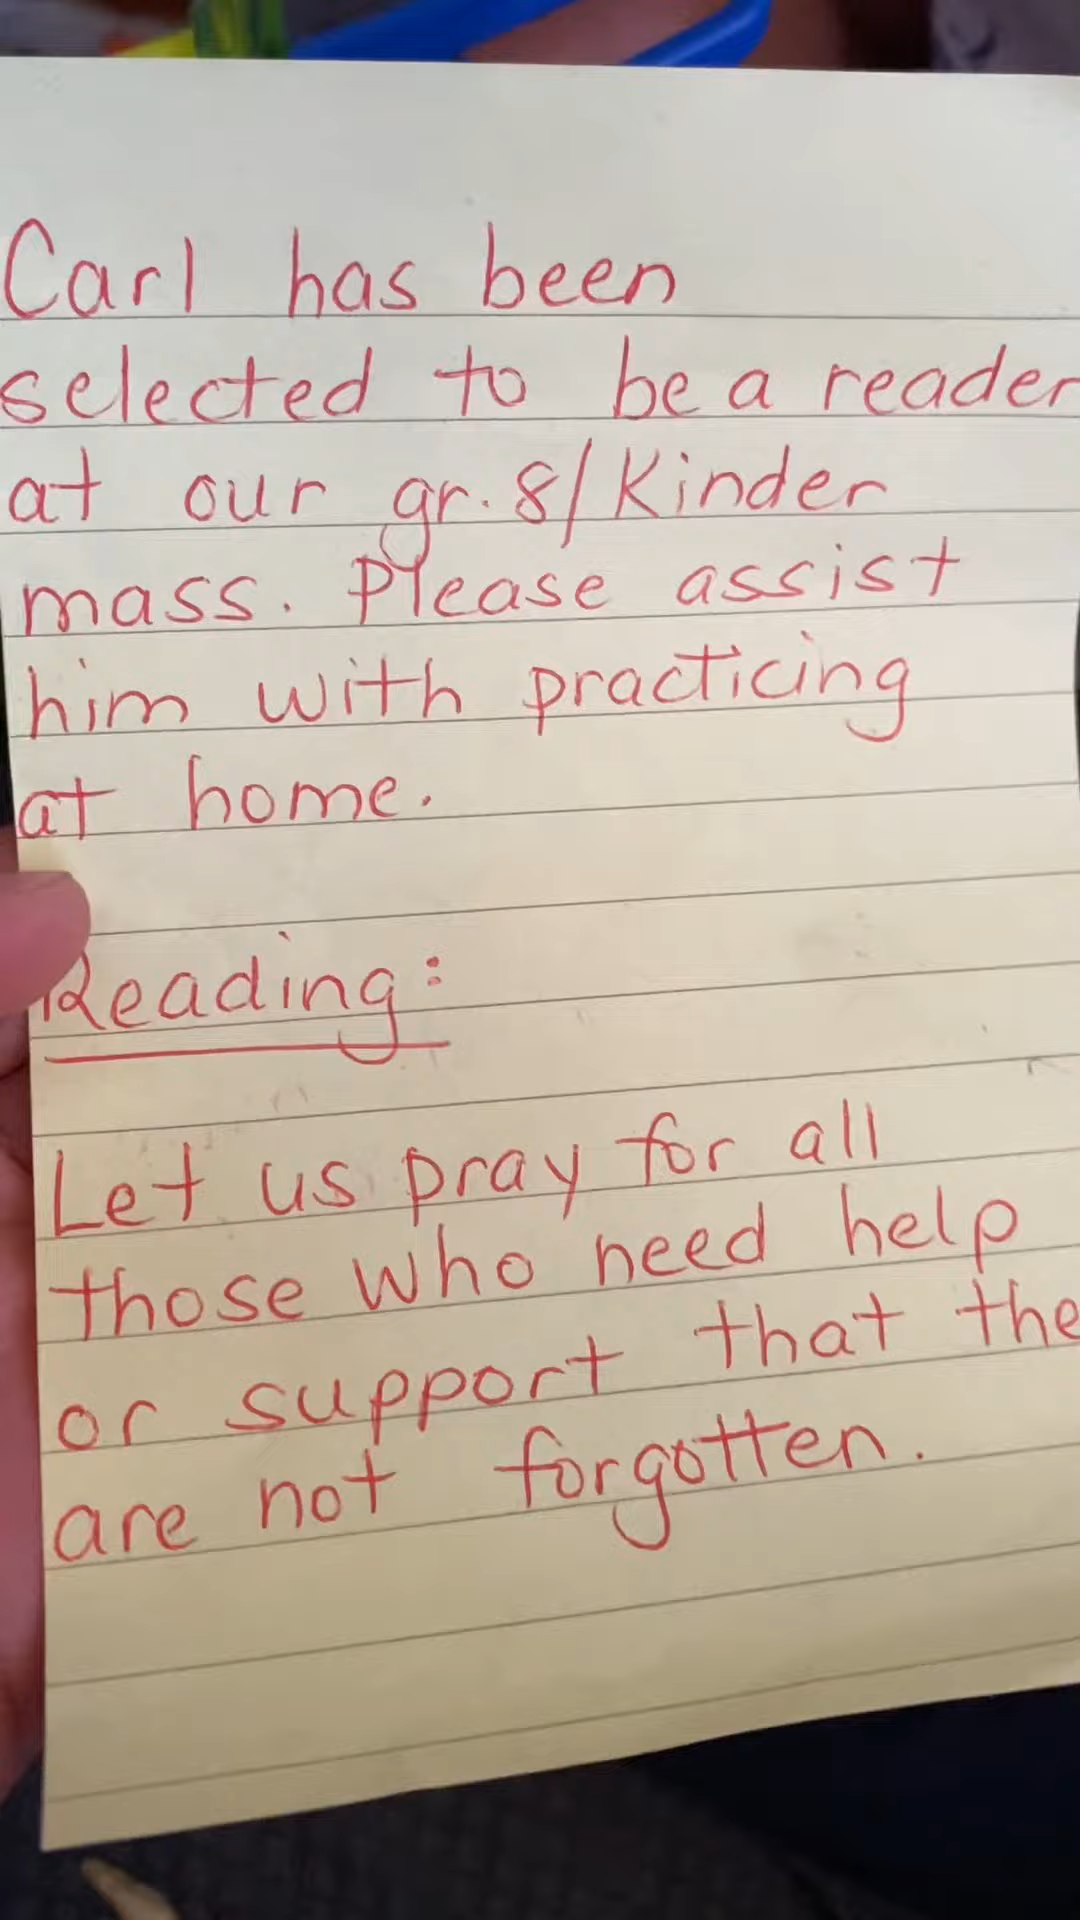 Carl has been
selected to be a reader
at our gr. 8/Kinder
mass. Please assist
him with practicing
at home.
Reading:
Let us pray for all
those who need help
or support that the
are not forgotten.